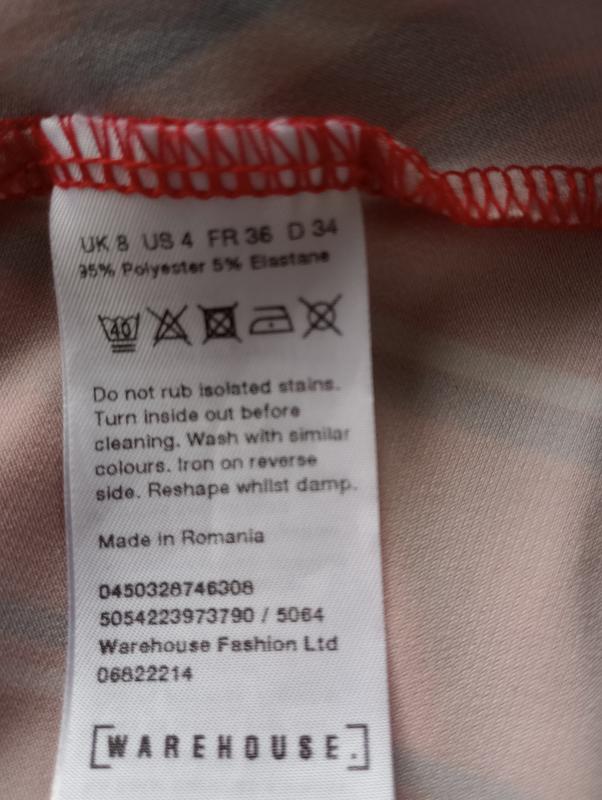 UK 8 US 4 FR 36 D 34
95% Polyester 5% Elastane
40
Do not rub isolated stains.
Turn inside out before
cleaning. Wash with similar
colours. Iron on reverse
side. Reshape whilst damp.
Made in Romania
0450328746308
5054223973790 / 5064
Warehouse Fashion Ltd
06822214
[WAREHOUSE.]